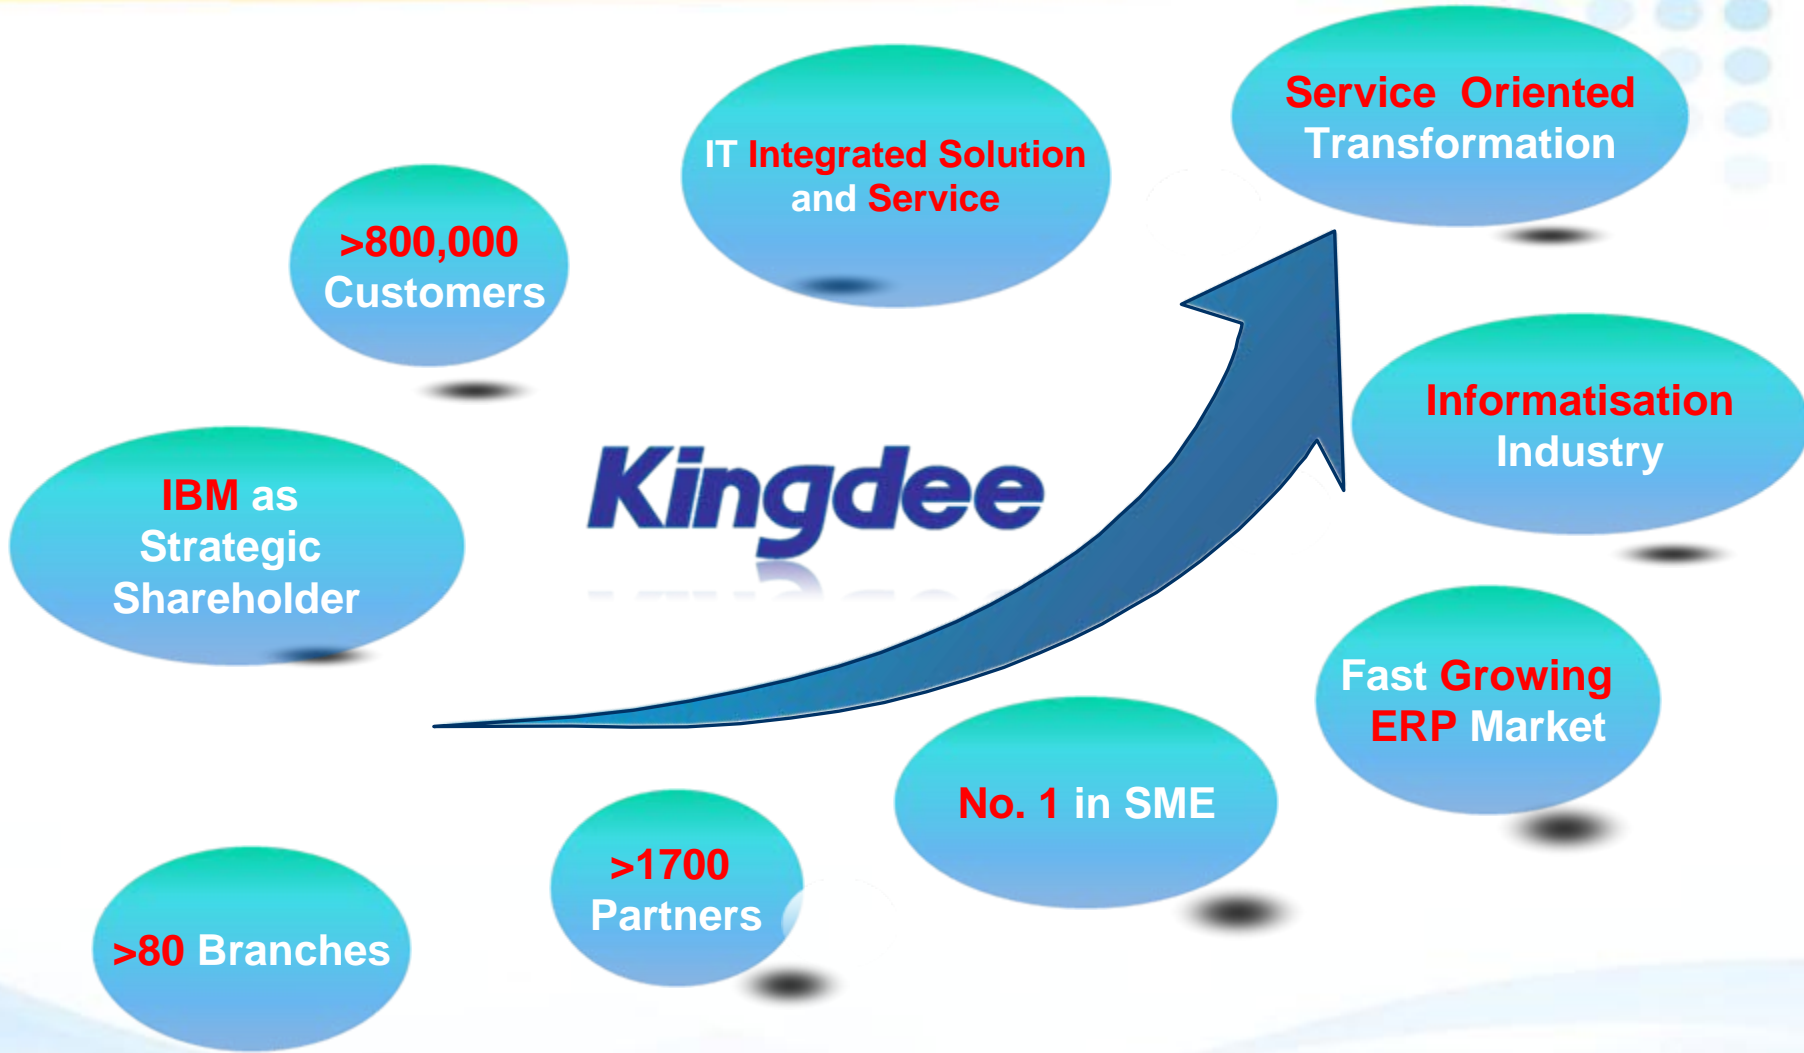 Service Oriented
Transformation
IT Integrated Solution
and Service
>800,000
Customers
Informatisation
Industry
Kingdee
IBM as
Strategic
Shareholder
Fast Growing
ERP Market
No. 1 in SME
>1700
Partners
>80 Branches